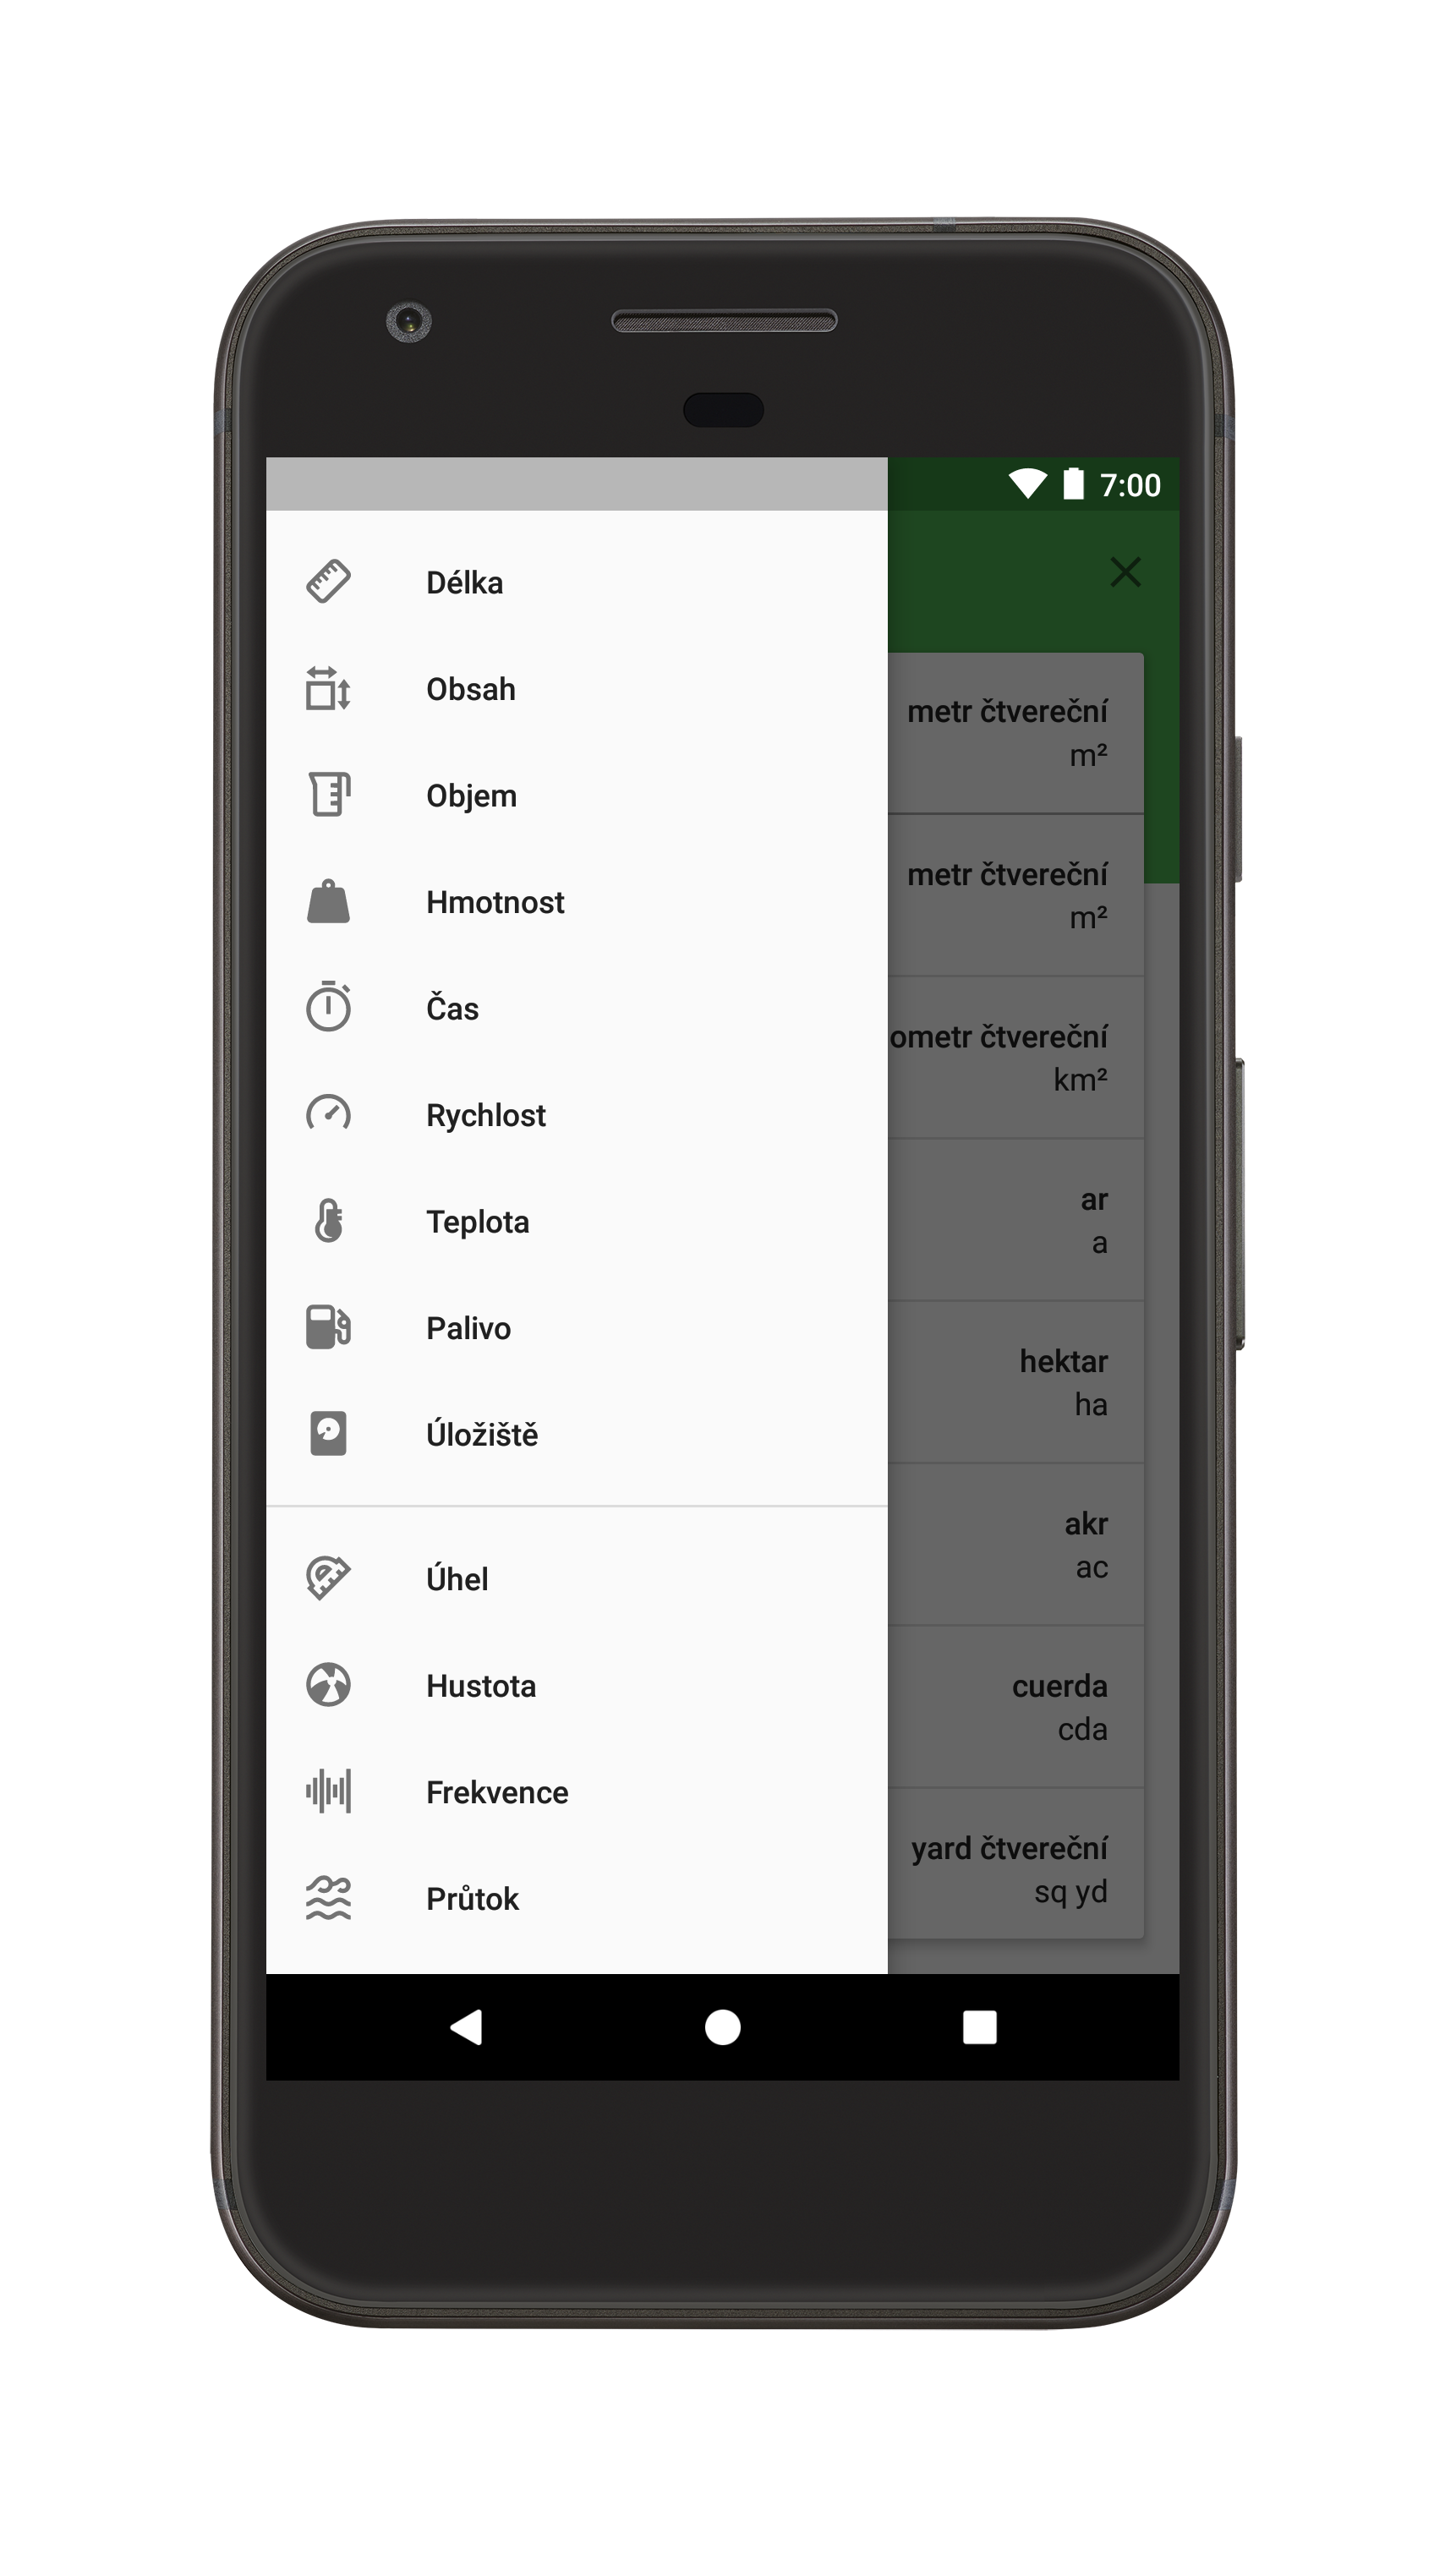 7:00
Délka
Obsah
Objem
Hmotnost
Čas
Rychlost
Teplota
Palivo
Úložiště
Úhel
Hustota
Frekvence
Průtok
metr čtvereční
m²
metr čtvereční
m²
ometr čtvereční
km²
ar
a
hektar
ha
akr
ac
cuerda
cda
yard čtvereční
sq yd